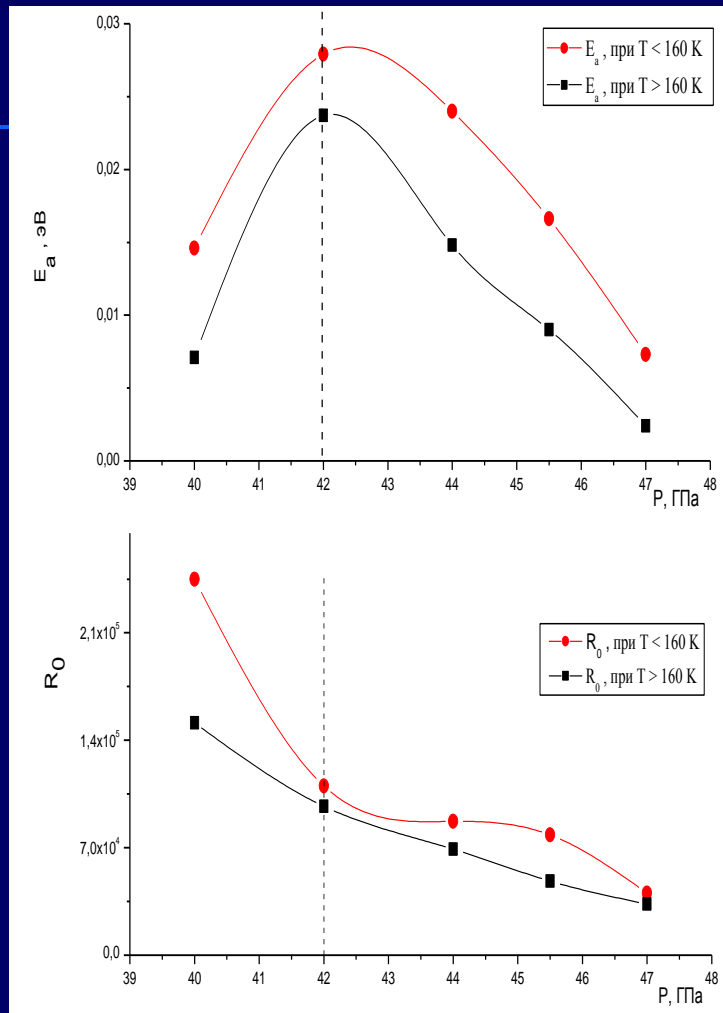 0,03
E_a , при T < 160 K
E_a , при T > 160 K
0,02
E_a , эВ
0,01
0,00
39 40 41 42 43 44 45 46 47 48
P, ГПа
R_0 , при T < 160 K
R_0 , при T > 160 K
2,1x10^5
R_0
1,4x10^5
7,0x10^4
0,0
39 40 41 42 43 44 45 46 47 48
P, ГПа